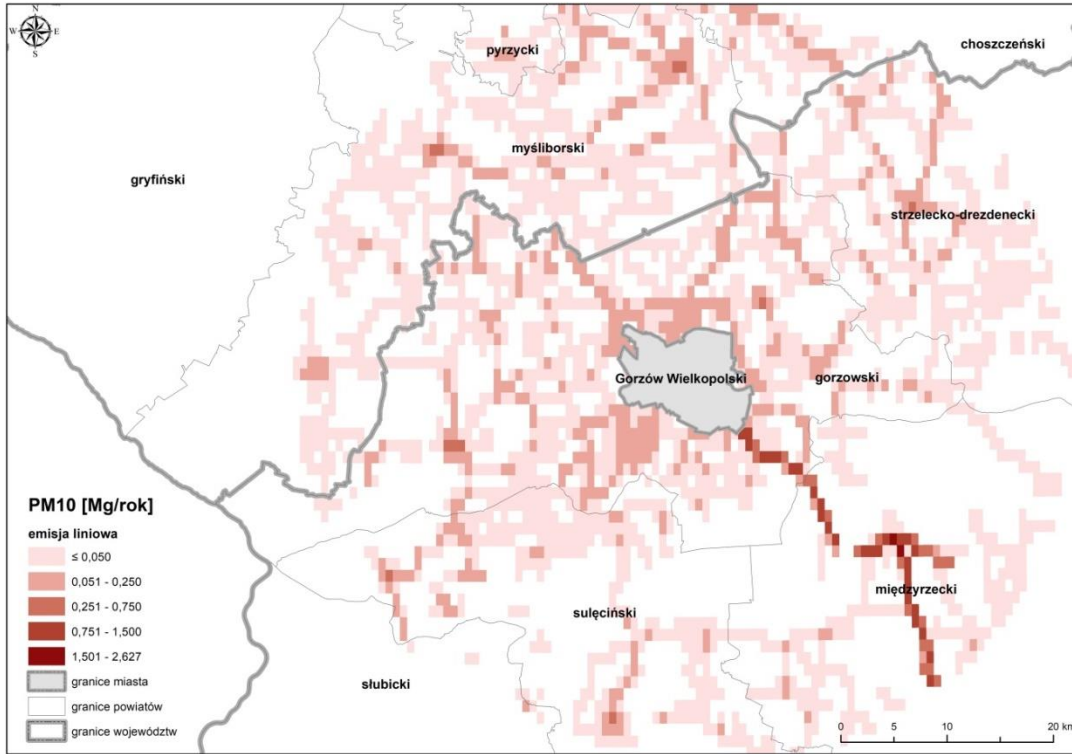 N
W E
S
pyrzycki
choszczeński
myśliborski
gryfiński
strzelecko-drezdenecki
Gorzów Wielkopolski
gorzowski
PM10 [Mg/rok]
emisja liniowa
≤ 0,050
0,051 - 0,250
0,251 - 0,750
0,751 - 1,500
1,501 - 2,627
granice miasta
granice powiatów
granice województw
międzyrzecki
sulęciński
słubicki
0 5 10 20 km